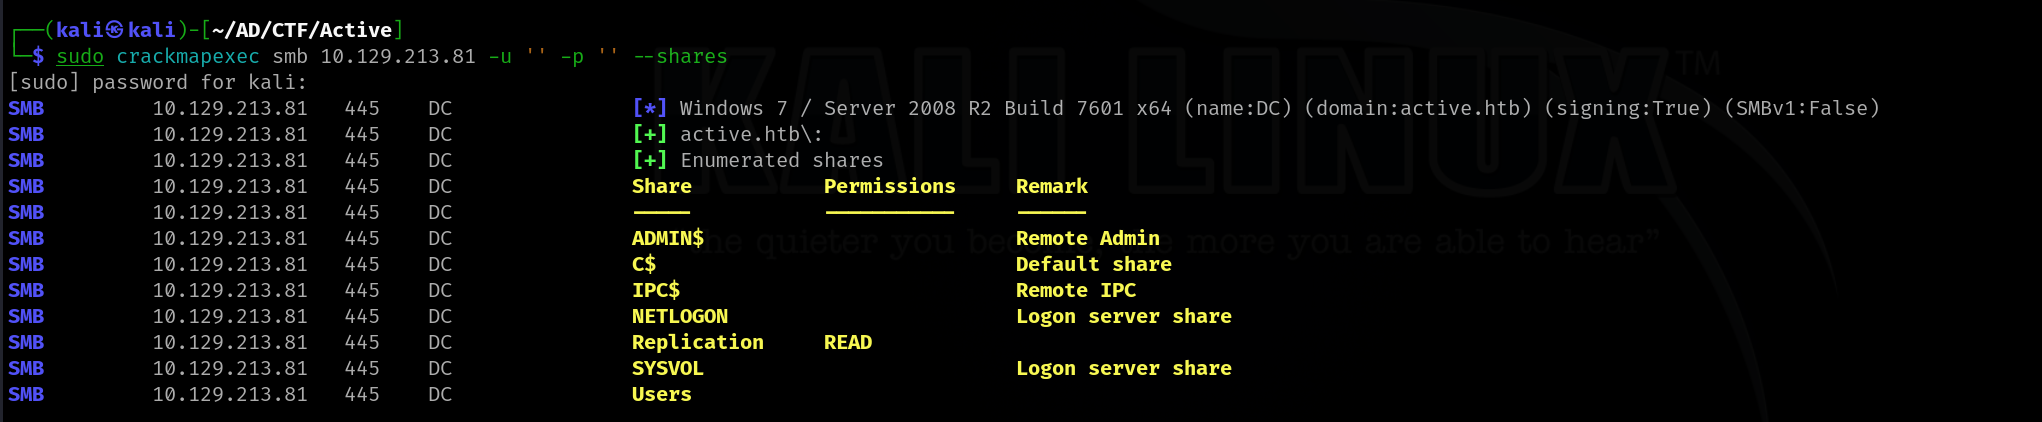 ┌──(kali㉿kali)-[~/AD/CTF/Active]
└─$ sudo crackmapexec smb 10.129.213.81 -u '' -p '' --shares
[sudo] password for kali:
SMB         10.129.213.81   445    DC               [*] Windows 7 / Server 2008 R2 Build 7601 x64 (name:DC) (domain:active.htb) (signing:True) (SMBv1:False)
SMB         10.129.213.81   445    DC               [+] active.htb\:
SMB         10.129.213.81   445    DC               [+] Enumerated shares
SMB         10.129.213.81   445    DC               Share           Permissions     Remark
SMB         10.129.213.81   445    DC               -----           -----------     ------
SMB         10.129.213.81   445    DC               ADMIN$                          Remote Admin
SMB         10.129.213.81   445    DC               C$                              Default share
SMB         10.129.213.81   445    DC               IPC$                            Remote IPC
SMB         10.129.213.81   445    DC               NETLOGON                        Logon server share
SMB         10.129.213.81   445    DC               Replication     READ
SMB         10.129.213.81   445    DC               SYSVOL                          Logon server share
SMB         10.129.213.81   445    DC               Users
KALI LINUX™
he quieter you be more you are able to hear”